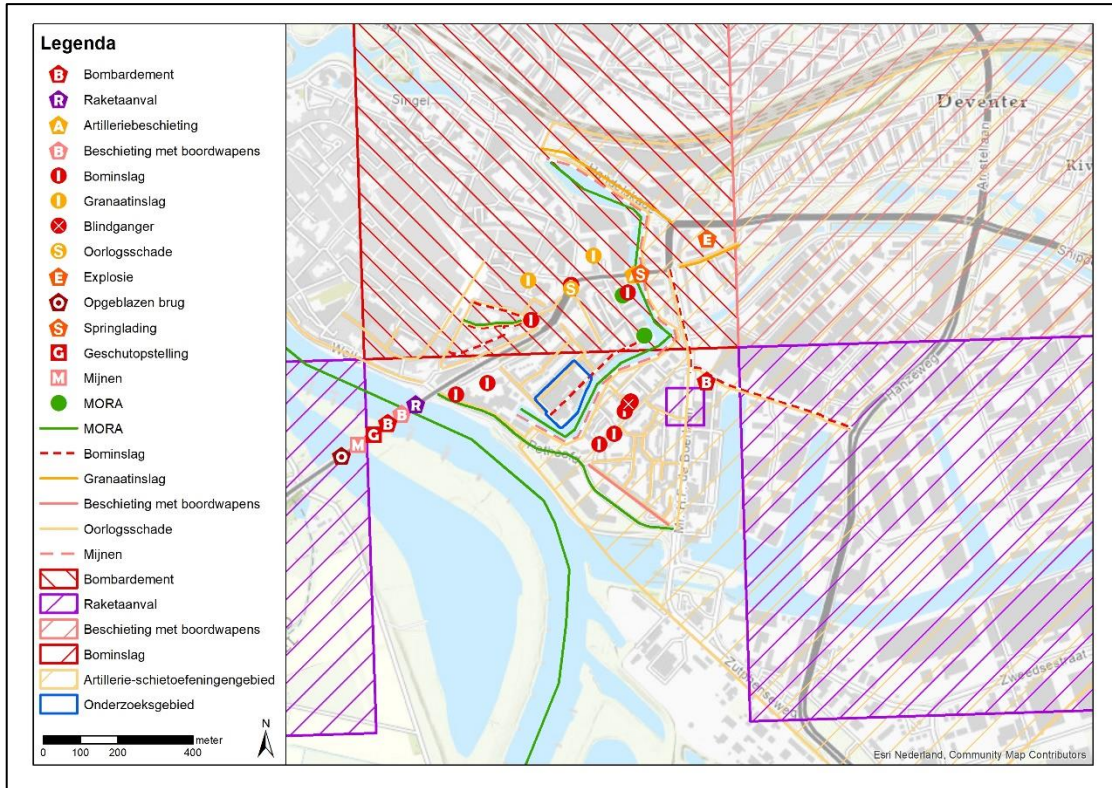 Legenda
B Bombardement
R Raketaanval
A Artilleriebeschieting
B Beschieting met boordwapens
I Bominslag
I Granaatinslag
Blindganger
S Oorlogsschade
E Explosie
O Opgeblazen brug
S Springlading
G Geschutopstelling
M Mijnen
MORA
MORA
Bominslag
Granaatinslag
Beschieting met boordwapens
Oorlogsschade
Mijnen
Bombardement
Raketaanval
Beschieting met boordwapens
Bominslag
Artillerie-schietoefeningengebied
Onderzoeksgebied
N
0 100 200 400 meter
Singel
Deventer
Handelskade
Amstellaan
Hanzeweg
Zutphenseweg
Zweedsestraat
E
S
I
I
I
S
I
I
I
B
I
I
R
B
B
G
M
O
Esri Nederland, Community Map Contributors